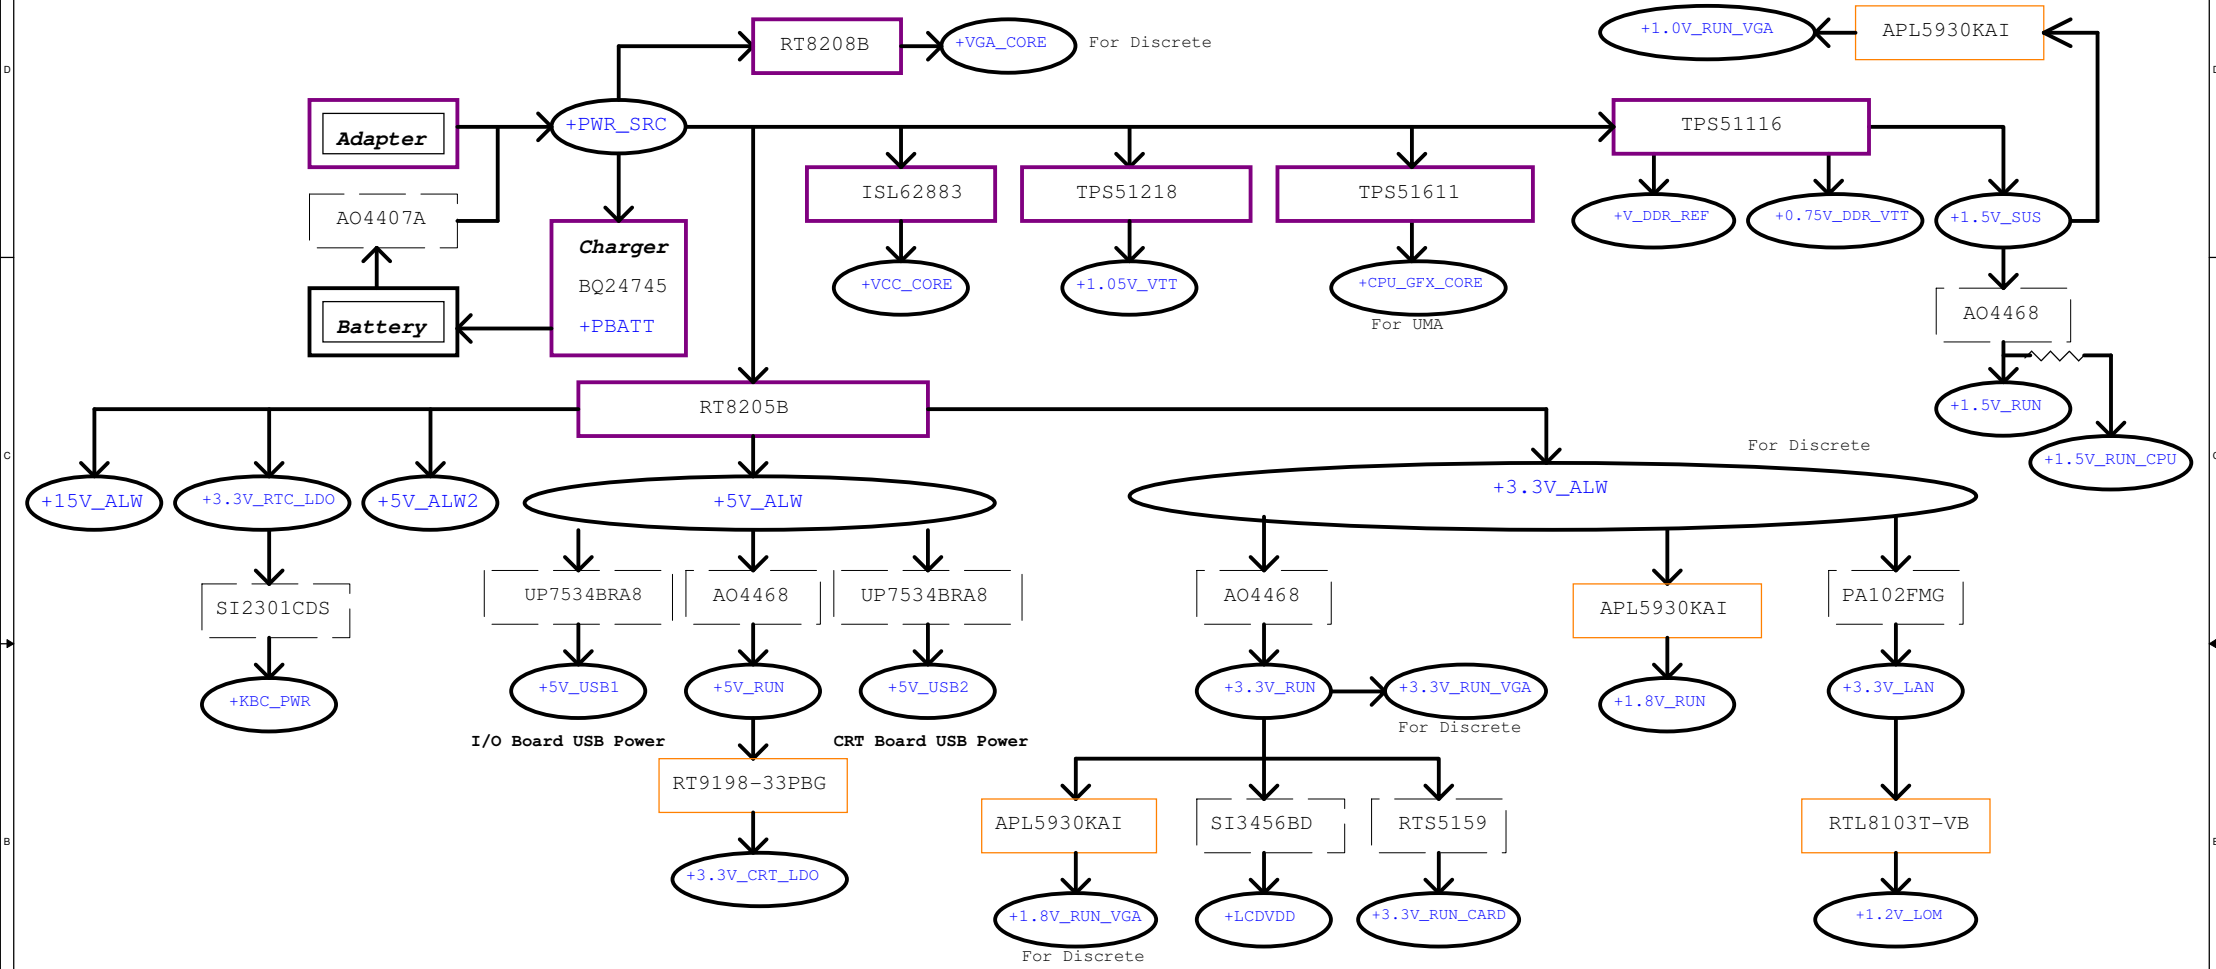 +1.0V_RUN_VGA
APL5930KAI
RT8208B
+VGA_CORE
For Discrete
D
D
Adapter
+PWR_SRC
TPS51116
AO4407A
ISL62883
TPS51218
TPS51611
+V_DDR_REF
+0.75V_DDR_VTT
+1.5V_SUS
Charger
BQ24745
+PBATT
Battery
+VCC_CORE
+1.05V_VTT
+CPU_GFX_CORE
For UMA
AO4468
+1.5V_RUN
+1.5V_RUN_CPU
RT8205B
For Discrete
C
C
+15V_ALW
+3.3V_RTC_LDO
+5V_ALW2
+5V_ALW
+3.3V_ALW
SI2301CDS
UP7534BRA8
AO4468
UP7534BRA8
AO4468
APL5930KAI
PA102FMG
+KBC_PWR
+5V_USB1
+5V_RUN
+5V_USB2
+3.3V_RUN
+3.3V_RUN_VGA
For Discrete
+1.8V_RUN
+3.3V_LAN
I/O Board USB Power
CRT Board USB Power
RT9198-33PBG
APL5930KAI
SI3456BD
RTS5159
RTL8103T-VB
B
B
+3.3V_CRT_LDO
+1.8V_RUN_VGA
For Discrete
+LCDVDD
+3.3V_RUN_CARD
+1.2V_LOM